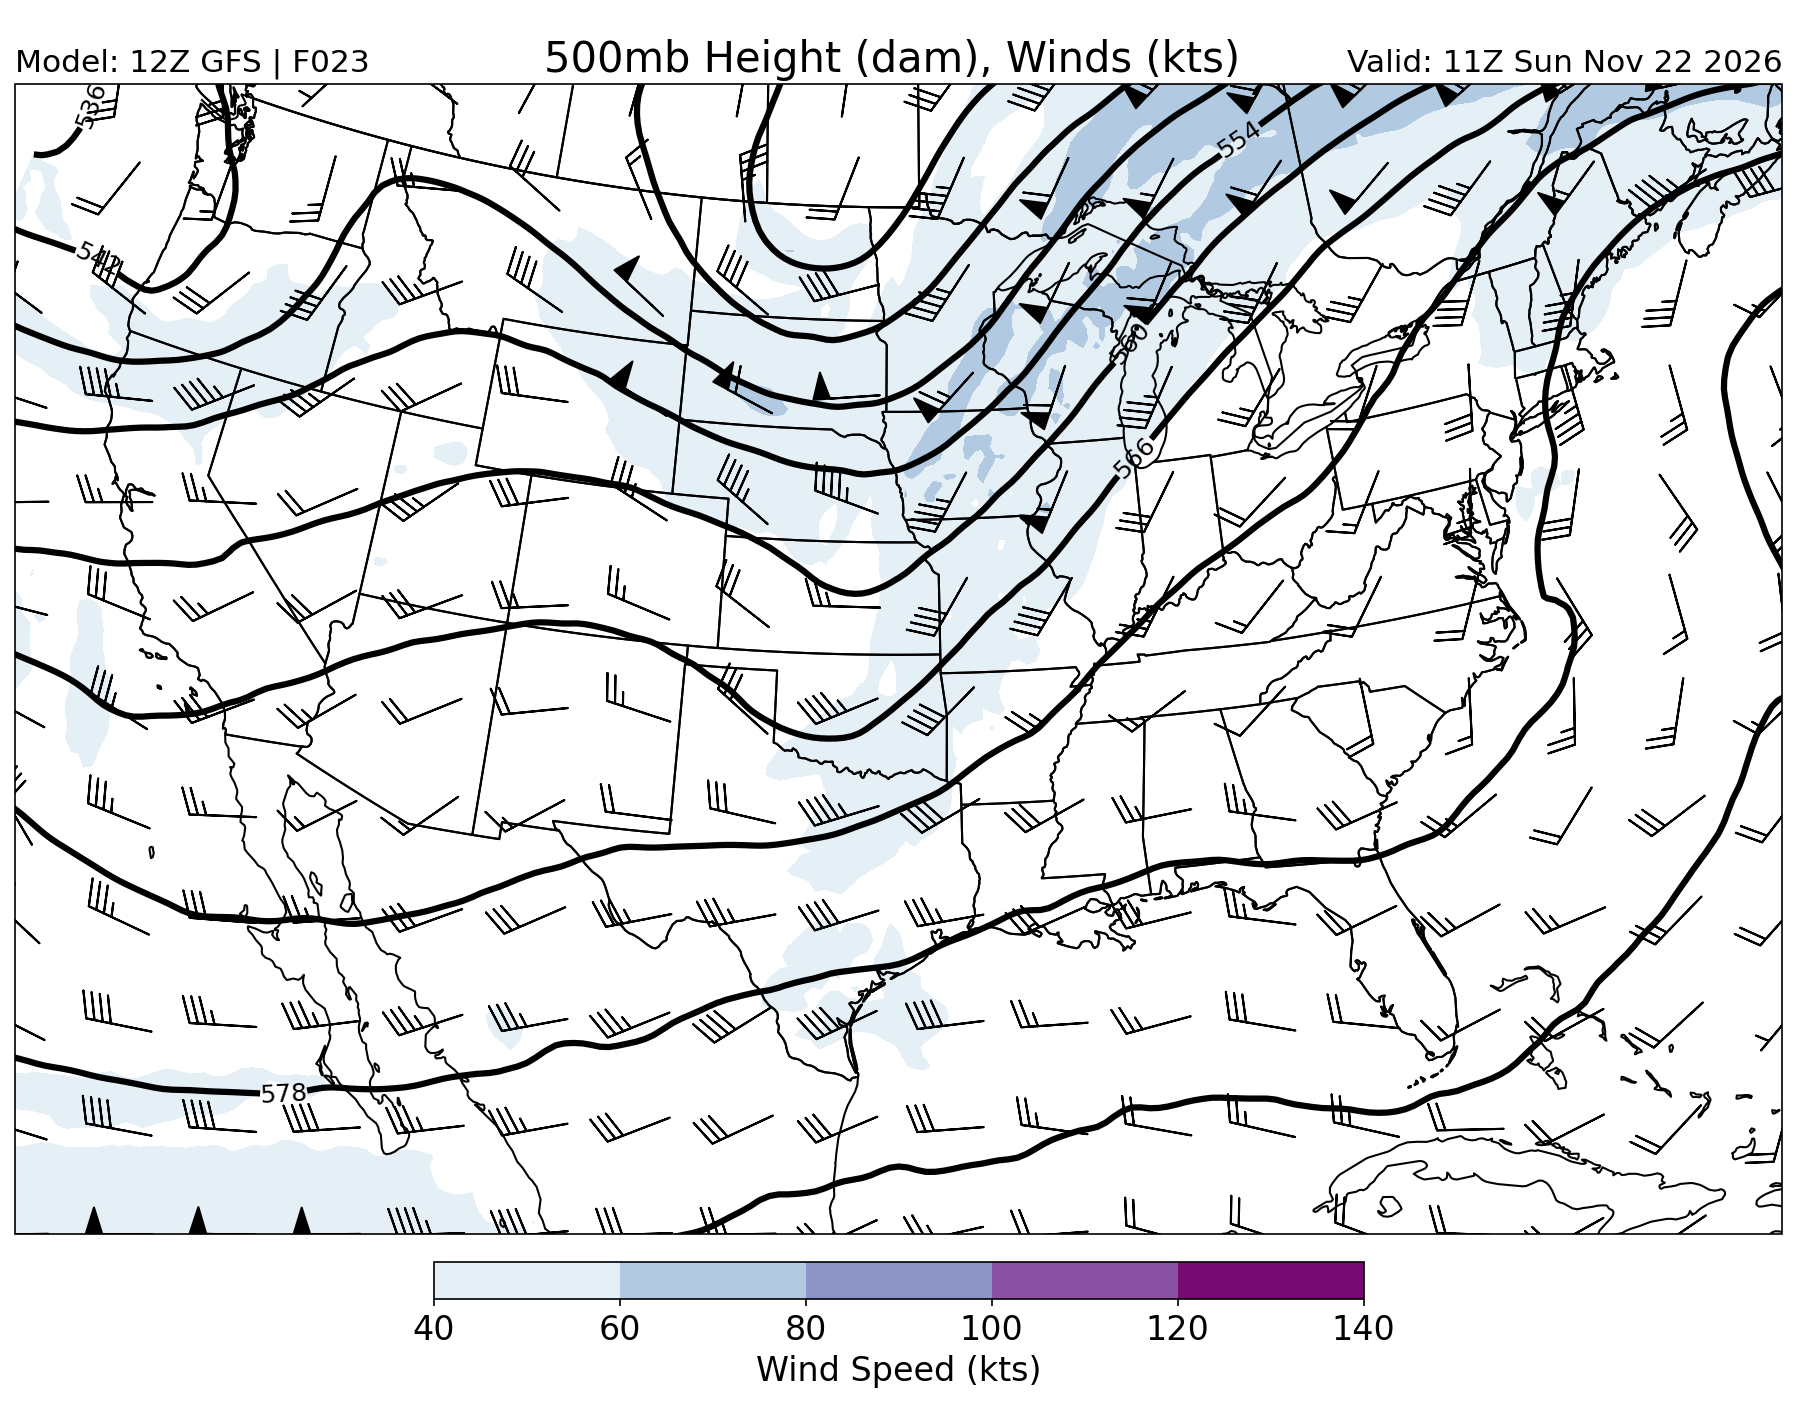 Model: 12Z GFS | F023
500mb Height (dam), Winds (kts)
Valid: 11Z Sun Nov 22 2026
536
554
542
560
566
578
40 60 80 100 120 140
Wind Speed (kts)